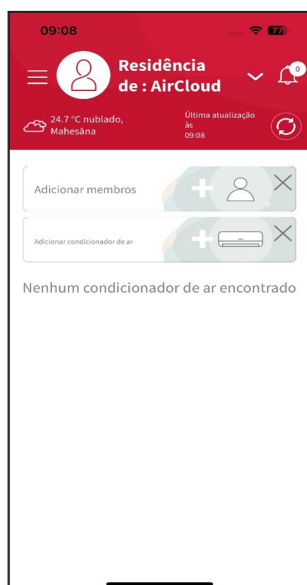 09:08
77
Residência
de : AirCloud
0
24.7 °C nublado,
Mahesāna
Última atualização
às
09:08
Adicionar membros
Adicionar condicionador de ar
Nenhum condicionador de ar encontrado